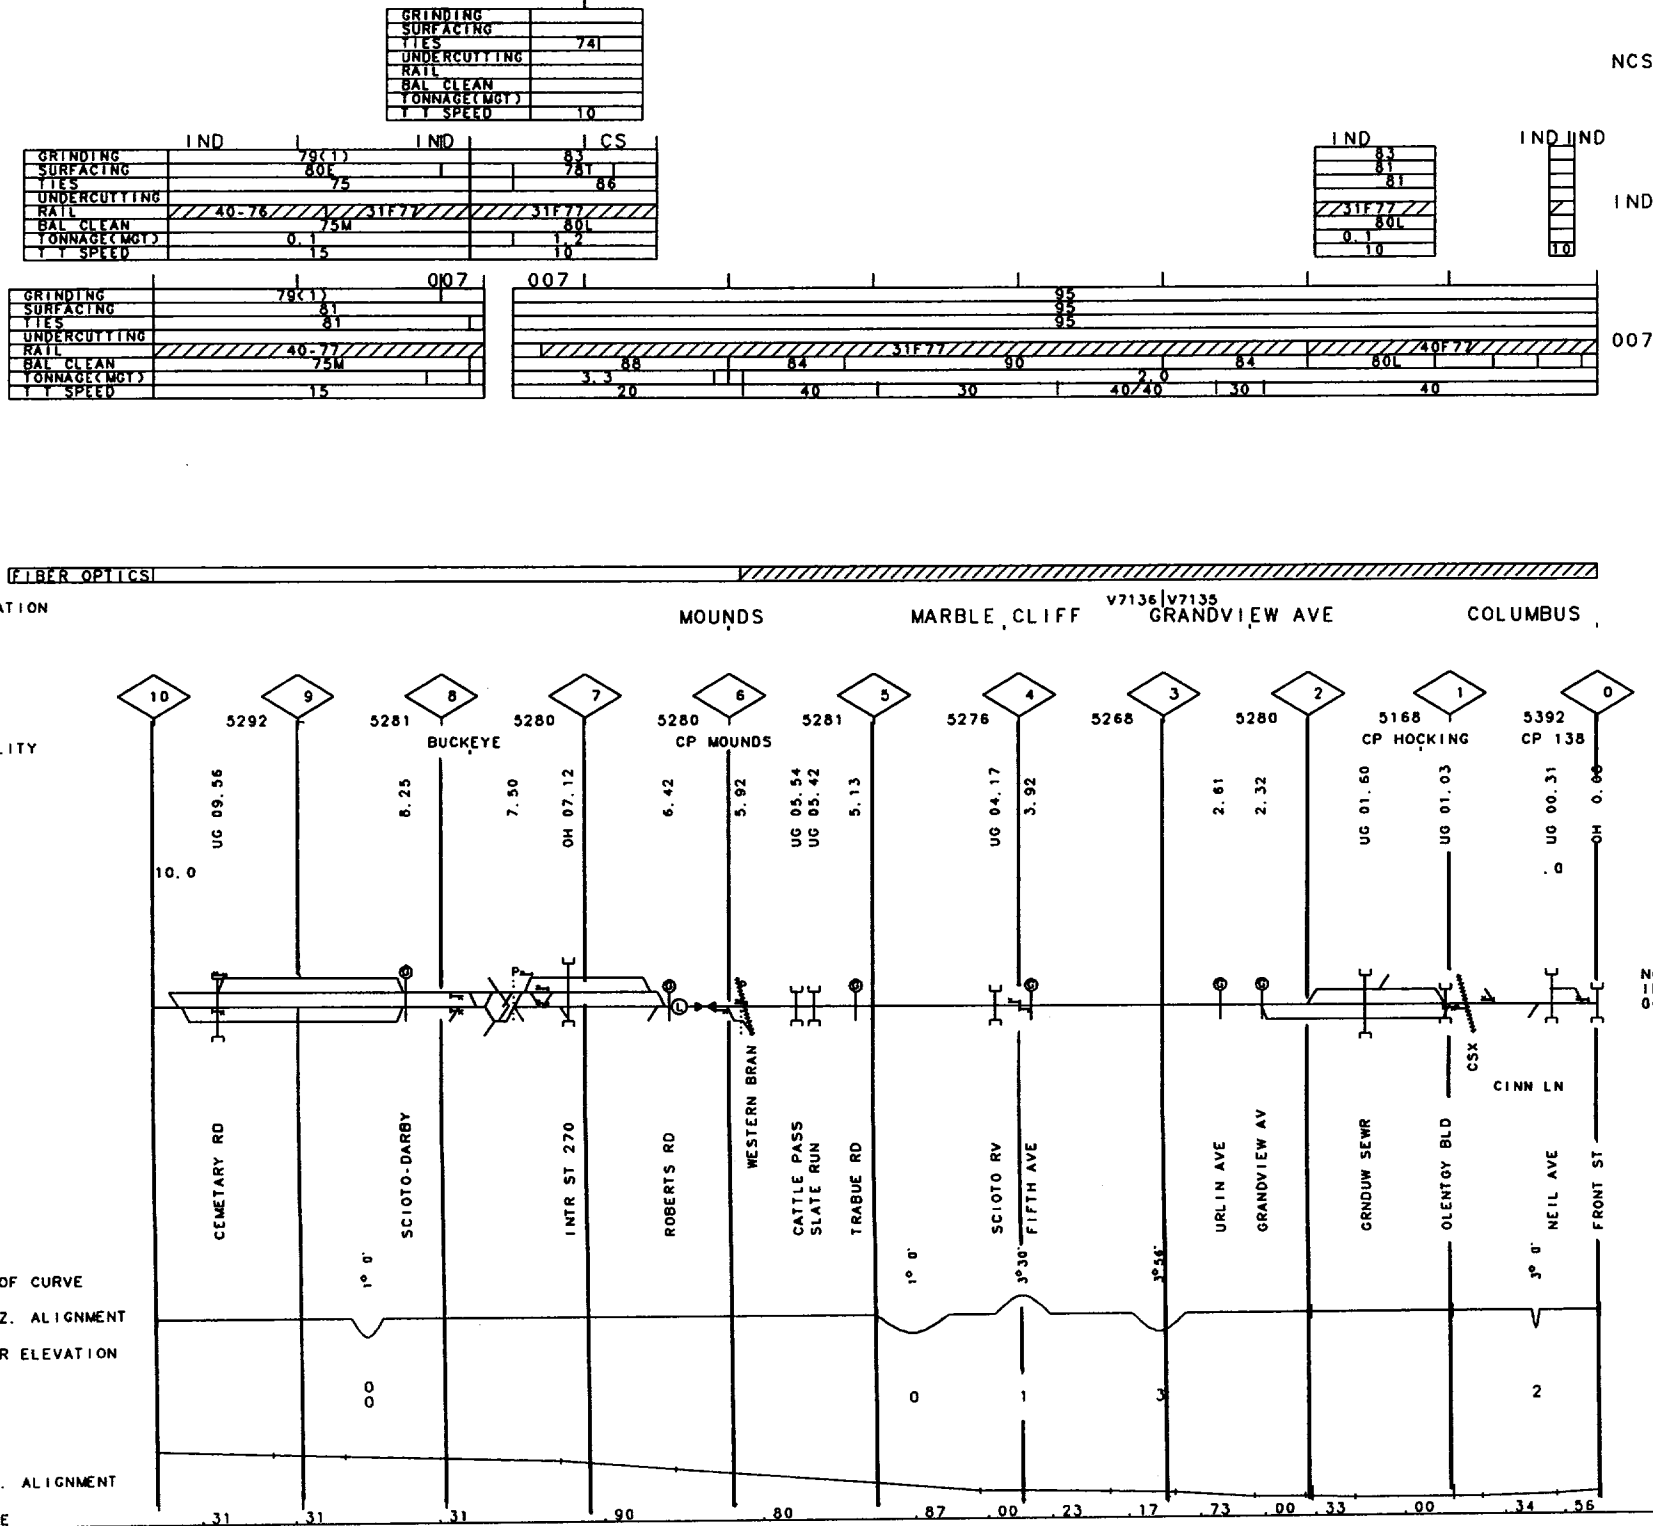 GRINDING
SURFACING
TIES 74
UNDERCUTTING
RAIL
BAL CLEAN
TONNAGE(MGT)
T T SPEED 10
NCS
IND IND CS IND IND IND
GRINDING 79(1) 83 83
SURFACING 80E 78T 81
TIES 75 86 81
UNDERCUTTING
RAIL 40-76 31F77 31F77 31F77 IND
BAL CLEAN 75M 80L 80L
TONNAGE(MGT) 0.1 1.2 0.1
T T SPEED 15 10 10 10
007 007
GRINDING 79(1) 95
SURFACING 81 95
TIES 81 95
UNDERCUTTING
RAIL 40-77 31F77 40F77 007
BAL CLEAN 75M 88 84 90 84 80L
TONNAGE(MGT) 3.3 2.0
T T SPEED 15 20 40 30 40/40 30 40
FIBER OPTICS
ATION
V7136 V7135
MOUNDS MARBLE CLIFF GRANDVIEW AVE COLUMBUS
10 9 8 7 6 5 4 3 2 1 0
5292 5281 5280 5280 5281 5276 5268 5280 5168 5392
LITY BUCKEYE CP MOUNDS CP HOCKING CP 138
UG 09.56
8.25
7.50
OH 07.12
6.42
5.92
UG 05.54
UG 05.42
5.13
UG 04.17
3.92
2.61
2.32
UG 01.60
UG 01.03
UG 00.31
OH 0.00
10.0 .0
P
L
WESTERN BRAN
CSX
CINN LN
CEMETARY RD
SCIOTO-DARBY
INTR ST 270
ROBERTS RD
CATTLE PASS
SLATE RUN
TRABUE RD
SCIOTO RV
FIFTH AVE
URLIN AVE
GRANDVIEW AV
GRNDUW SEWR
OLENTGY BLD
NEIL AVE
FRONT ST
OF CURVE 1° 0' 1° 0' 3°30' 3°56' 3° 0'
Z. ALIGNMENT
R ELEVATION
0 0 1 3 2
0
. ALIGNMENT
E .31 .31 .31 .90 .80 .87 .00 .23 .17 .73 .00 .33 .00 .34 .56